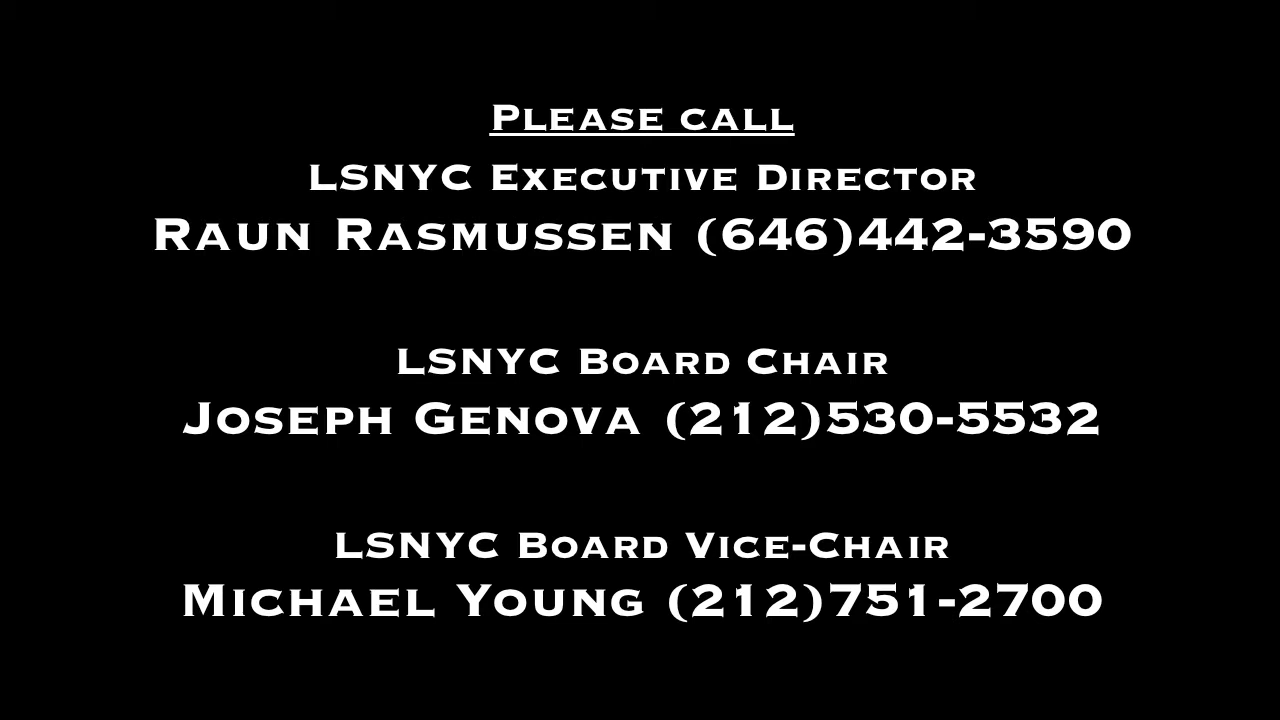 Please call
LSNYC Executive Director
Raun Rasmussen (646)442-3590
LSNYC Board Chair
Joseph Genova (212)530-5532
LSNYC Board Vice-Chair
Michael Young (212)751-2700